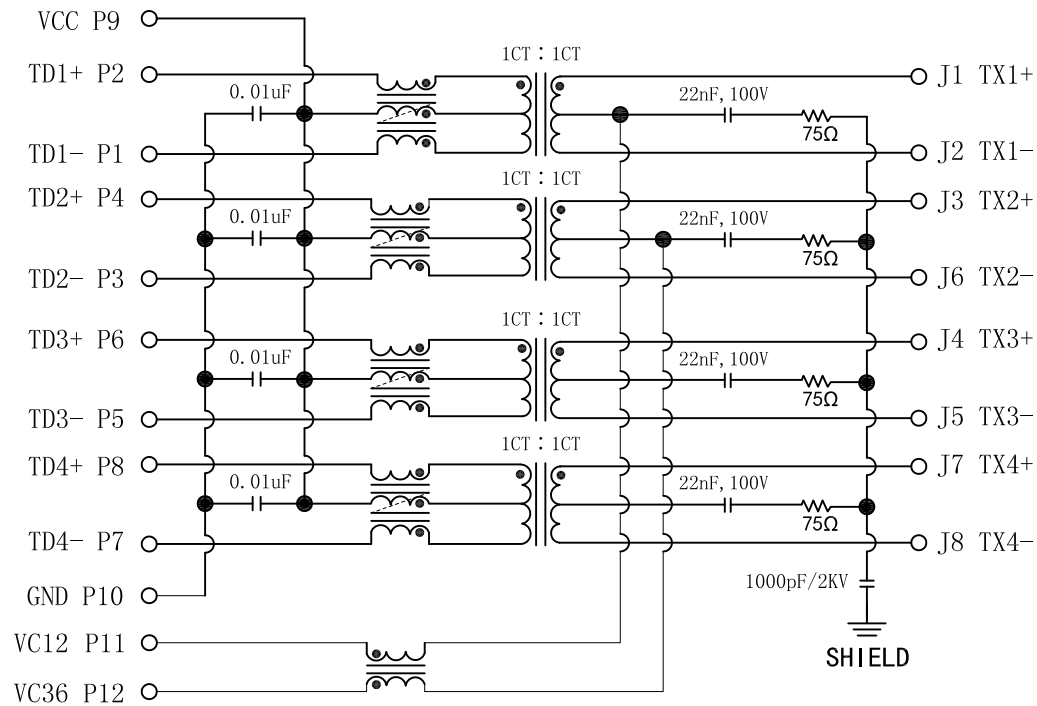 VCC P9
1CT：1CT
TD1+ P2
J1 TX1+
0.01uF
22nF,100V
75Ω
TD1- P1
J2 TX1-
1CT：1CT
TD2+ P4
J3 TX2+
0.01uF
22nF,100V
75Ω
TD2- P3
J6 TX2-
1CT：1CT
TD3+ P6
J4 TX3+
0.01uF
22nF,100V
75Ω
TD3- P5
J5 TX3-
1CT：1CT
TD4+ P8
J7 TX4+
0.01uF
22nF,100V
75Ω
TD4- P7
J8 TX4-
1000pF/2KV
GND P10
VC12 P11
SHIELD
VC36 P12